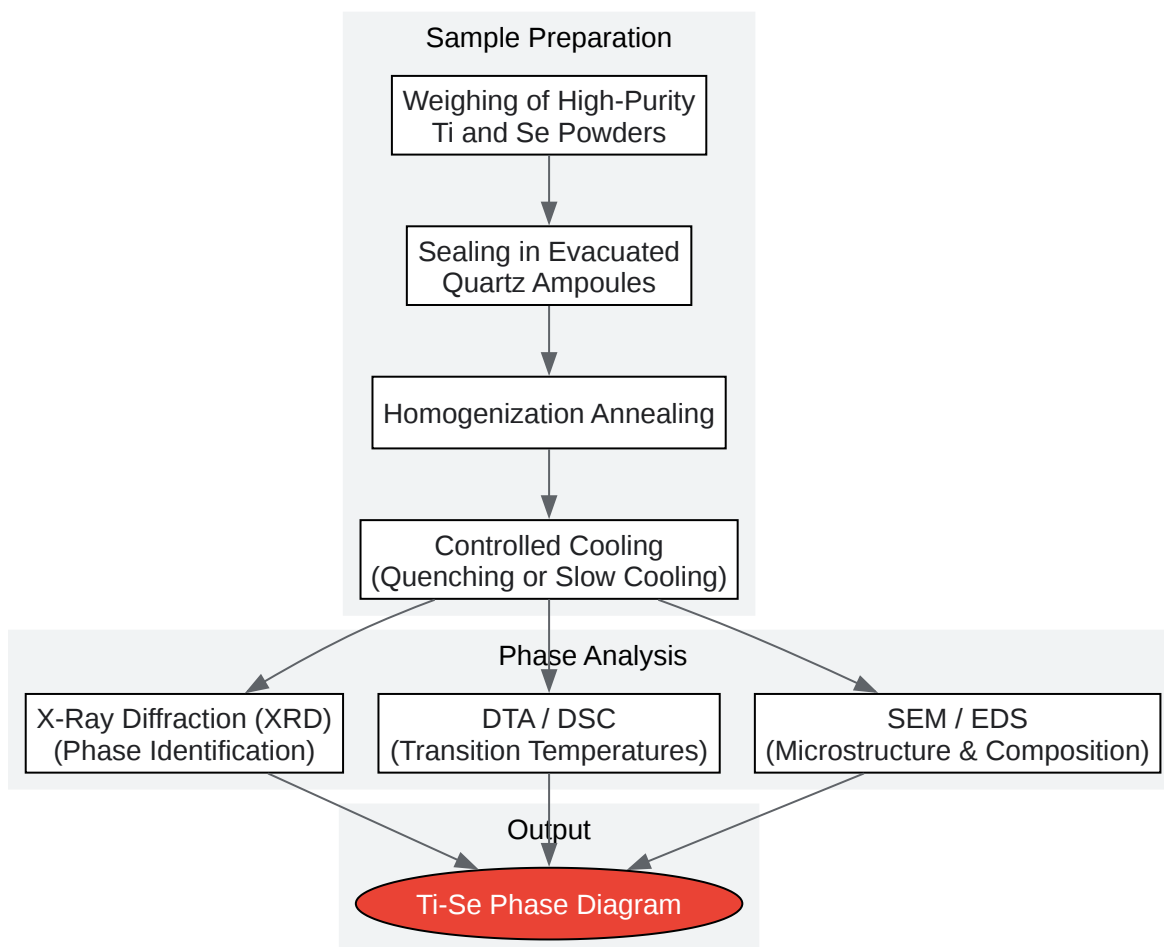 Sample Preparation
Weighing of High-Purity
Ti and Se Powders
Sealing in Evacuated
Quartz Ampoules
Homogenization Annealing
Controlled Cooling
(Quenching or Slow Cooling)
Phase Analysis
X-Ray Diffraction (XRD)
(Phase Identification)
DTA / DSC
(Transition Temperatures)
SEM / EDS
(Microstructure & Composition)
Output
Ti-Se Phase Diagram